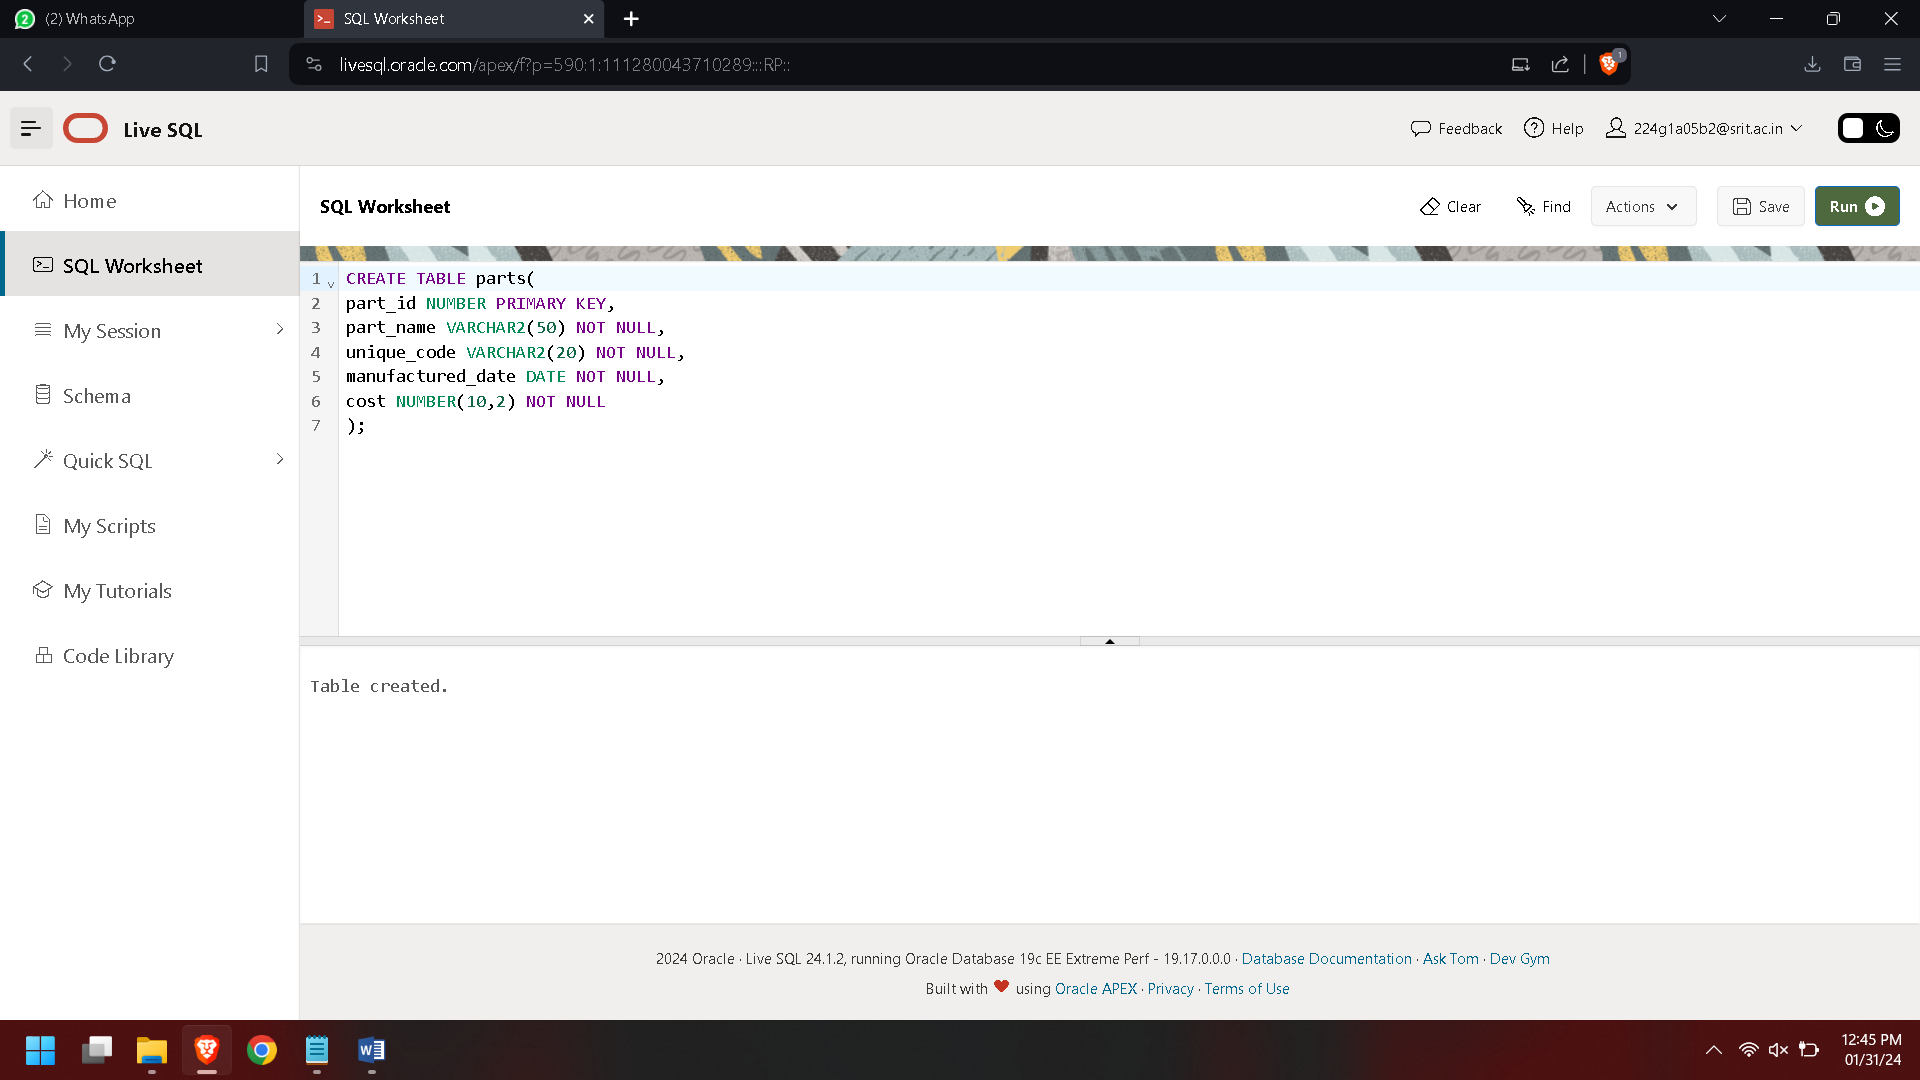 2 (2) WhatsApp
>_ SQL Worksheet
livesql.oracle.com/apex/f?p=590:1:111280043710289:::RP::
1
Live SQL
Feedback
Help
224g1a05b2@srit.ac.in
Home
SQL Worksheet
My Session
Schema
Quick SQL
My Scripts
My Tutorials
Code Library
SQL Worksheet
Clear
Find
Actions
Save
Run
1 CREATE TABLE parts(
2 part_id NUMBER PRIMARY KEY,
3 part_name VARCHAR2(50) NOT NULL,
4 unique_code VARCHAR2(20) NOT NULL,
5 manufactured_date DATE NOT NULL,
6 cost NUMBER(10,2) NOT NULL
7 );
Table created.
2024 Oracle · Live SQL 24.1.2, running Oracle Database 19c EE Extreme Perf - 19.17.0.0.0 · Database Documentation · Ask Tom · Dev Gym
Built with ❤ using Oracle APEX · Privacy · Terms of Use
W
12:45 PM
01/31/24